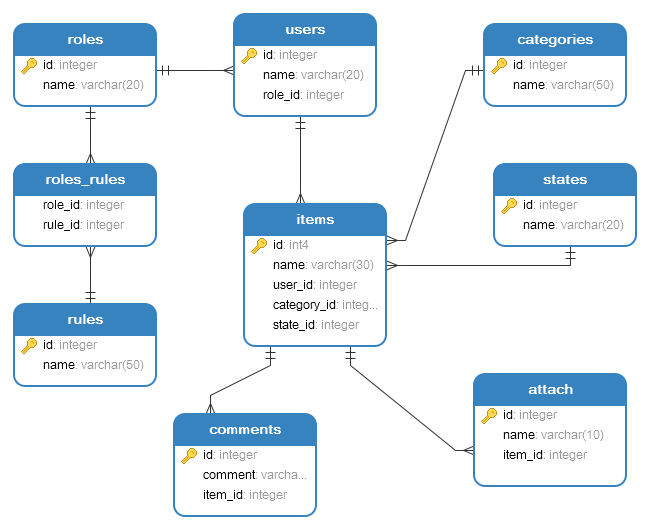 roles
id: integer
name: varchar(20)
users
id: integer
name: varchar(20)
role_id: integer
categories
id: integer
name: varchar(50)
roles_rules
role_id: integer
rule_id: integer
states
id: integer
name: varchar(20)
items
id: int4
name: varchar(30)
user_id: integer
category_id: integ...
state_id: integer
rules
id: integer
name: varchar(50)
attach
id: integer
name: varchar(10)
item_id: integer
comments
id: integer
comment: varcha...
item_id: integer